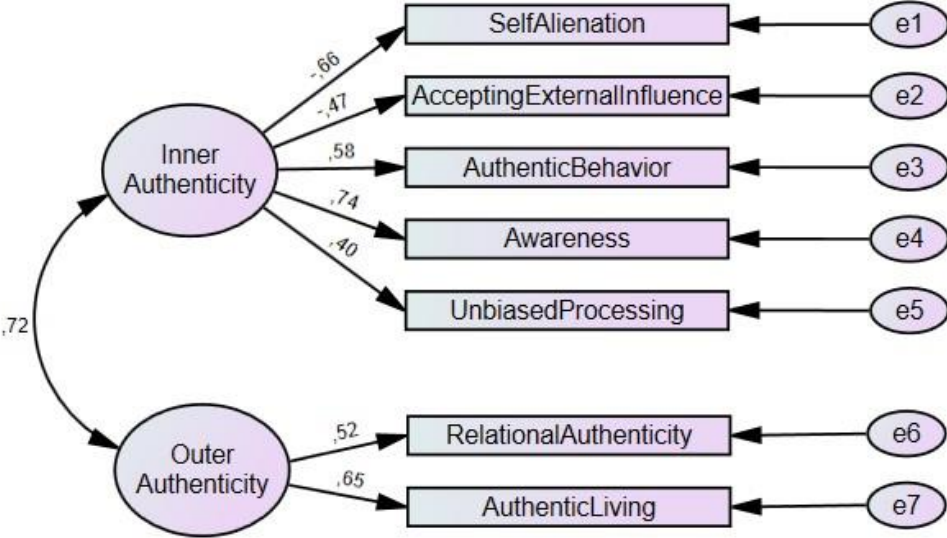 SelfAlienation
e1
-,66
AcceptingExternalInfluence
e2
-,47
Inner
Authenticity
,58
AuthenticBehavior
e3
,74
Awareness
e4
,40
UnbiasedProcessing
e5
,72
Outer
Authenticity
,52
RelationalAuthenticity
e6
,65
AuthenticLiving
e7